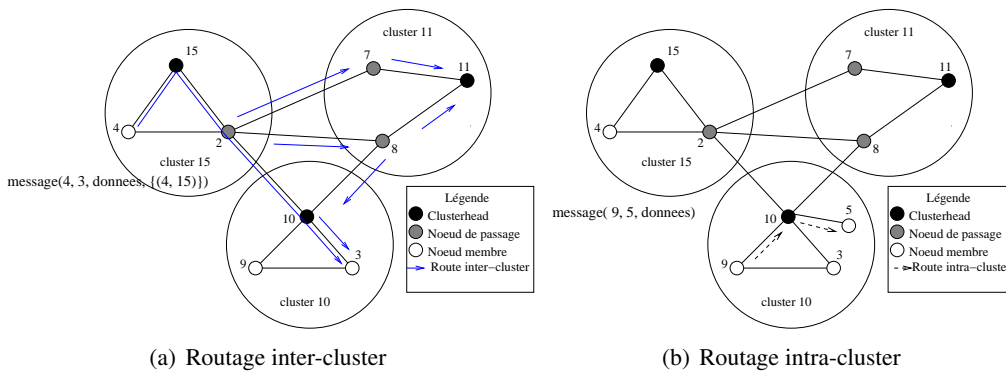 cluster 11
15
7
11
4
2
8
cluster 15
message(4, 3, donnees, {(4, 15)})
10
9
3
cluster 10
Légende
Clusterhead
Noeud de passage
Noeud membre
Route inter−cluster
(a) Routage inter-cluster
cluster 11
15
7
11
4
2
8
cluster 15
message( 9, 5, donnees)
10
5
9
3
cluster 10
Légende
Clusterhead
Noeud de passage
Noeud membre
Route intra−cluster
(b) Routage intra-cluster